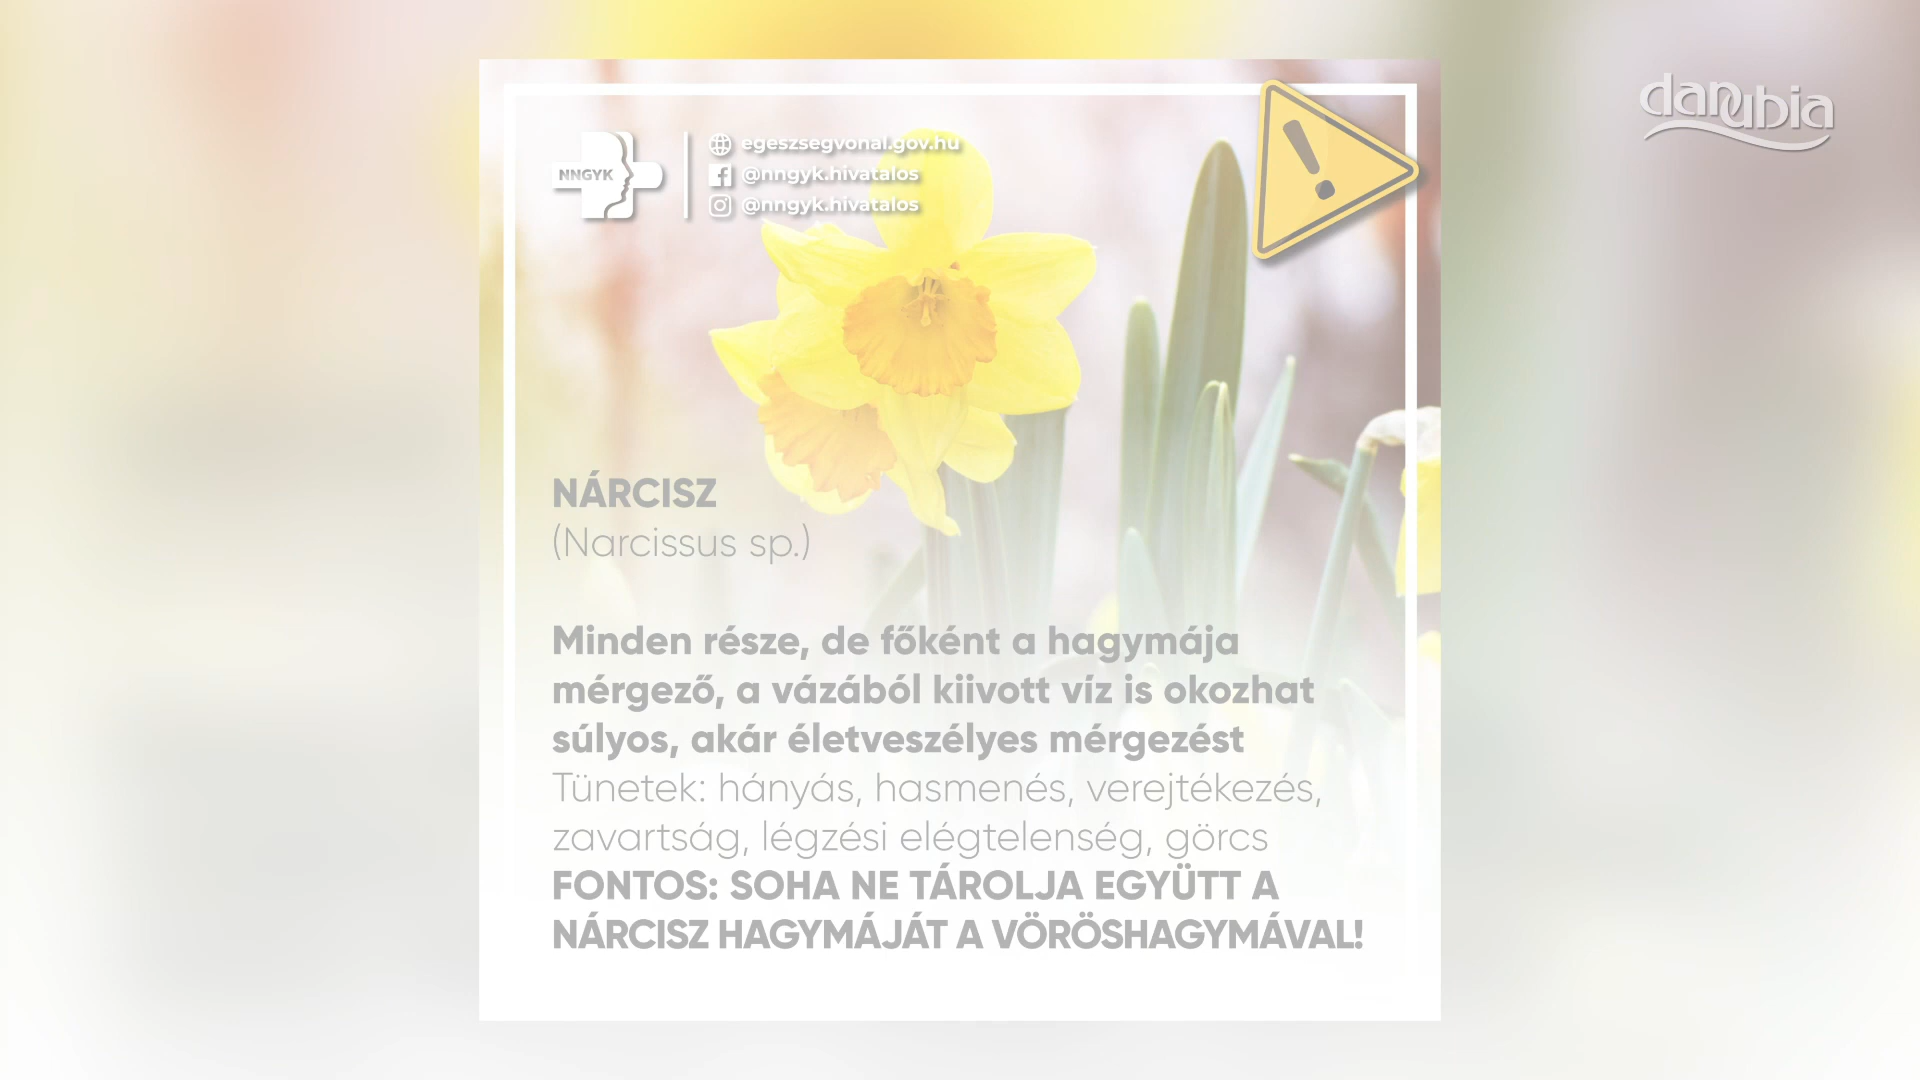 danubia
NNGYK
egeszsegvonal.gov.hu
@nngyk.hivatalos
@nngyk.hivatalos
NÁRCISZ
(Narcissus sp.)
Minden része, de főként a hagymája
mérgező, a vázából kiivott víz is okozhat
súlyos, akár életveszélyes mérgezést
Tünetek: hányás, hasmenés, verejtékezés,
zavartság, légzési elégtelenség, görcs
FONTOS: SOHA NE TÁROLJA EGYÜTT A
NÁRCISZ HAGYMÁJÁT A VÖRÖSHAGYMÁVAL!